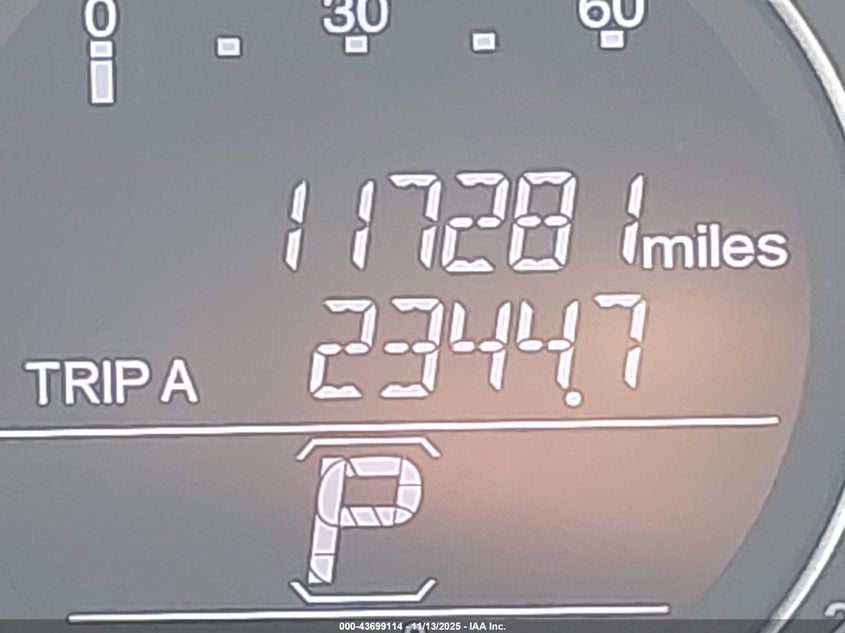 0 30 60
117281 miles
TRIP A 2344.7
P
000-43699114 - 11/13/2025 - IAA Inc.